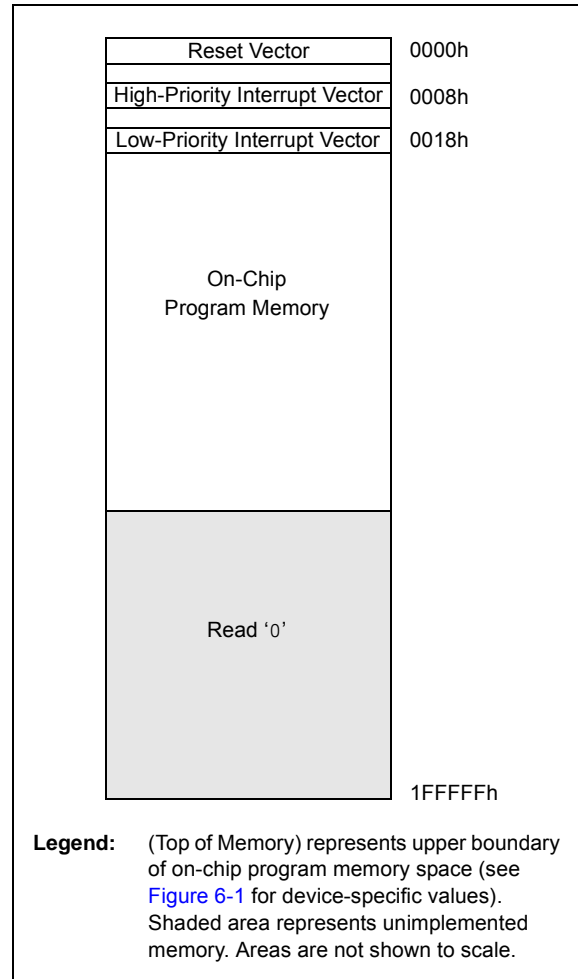 Reset Vector 0000h
High-Priority Interrupt Vector 0008h
Low-Priority Interrupt Vector 0018h
On-Chip
Program Memory
Read ‘0’
1FFFFFh
Legend: (Top of Memory) represents upper boundary
of on-chip program memory space (see
Figure 6-1 for device-specific values).
Shaded area represents unimplemented
memory. Areas are not shown to scale.